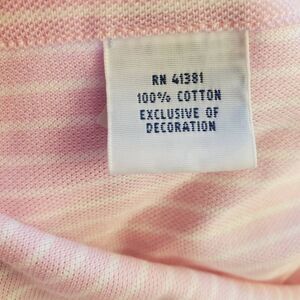 RN 41381
100% COTTON
EXCLUSIVE OF
DECORATION